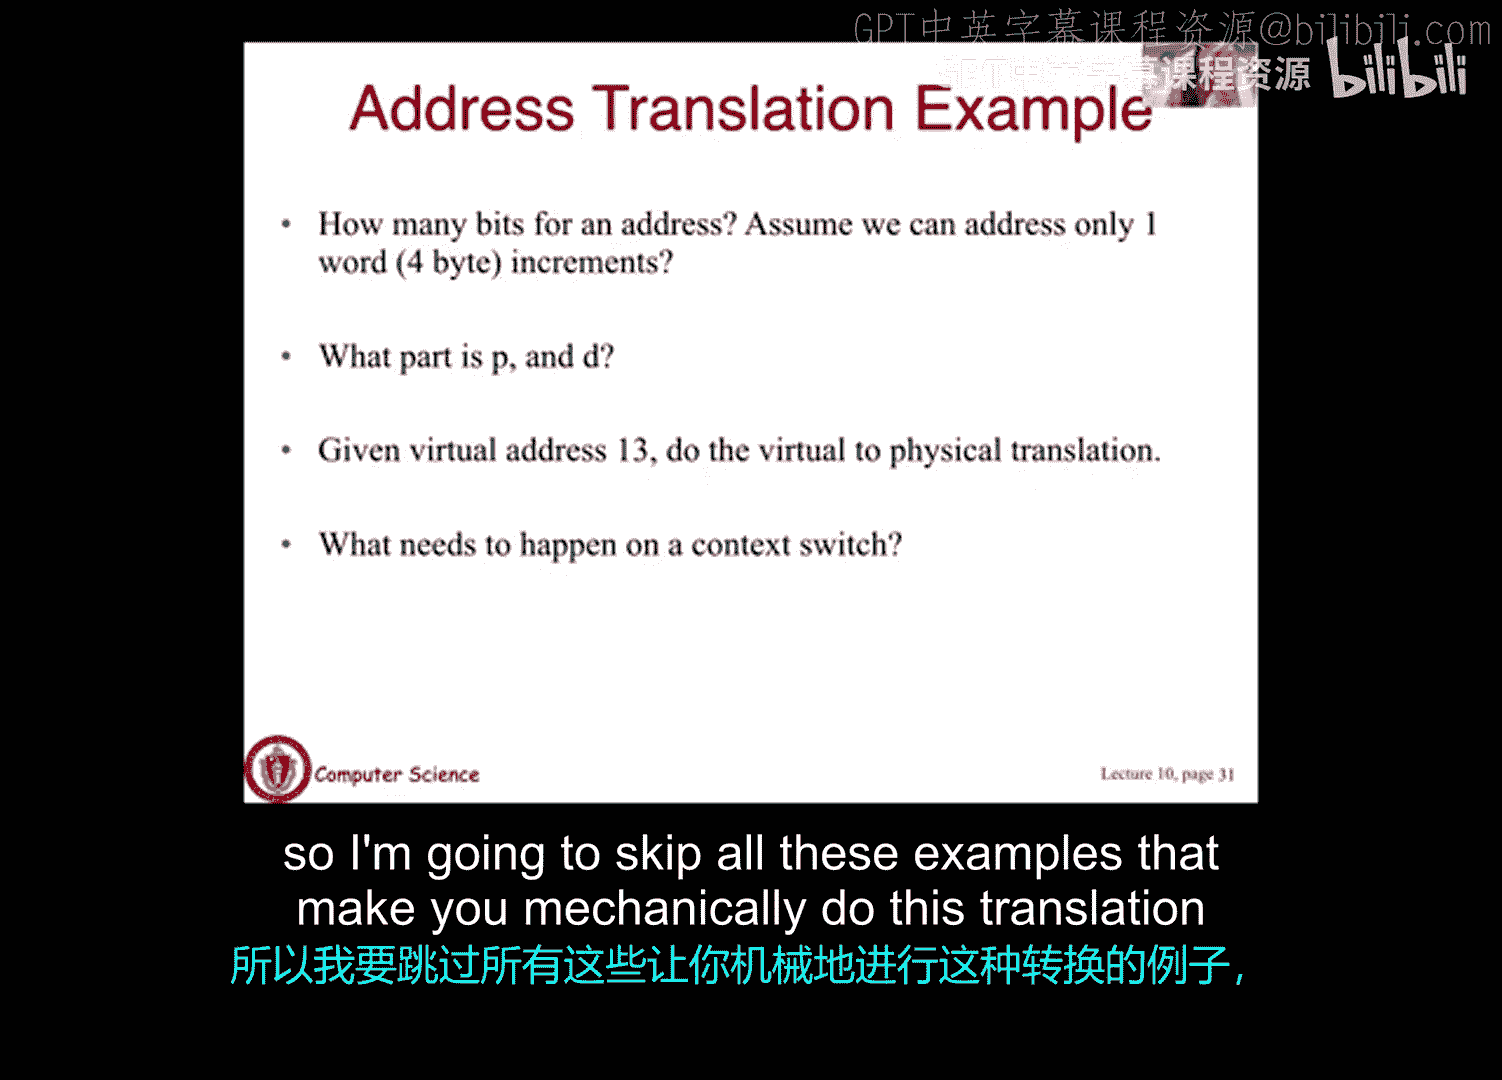 GPT中英字幕课程资源@bilibili.com
课程资源 bilibili
Address Translation Example
• How many bits for an address? Assume we can address only 1
word (4 byte) increments?
• What part is p, and d?
• Given virtual address 13, do the virtual to physical translation.
• What needs to happen on a context switch?
Computer Science
Lecture 10, page 31
so I'm going to skip all these examples that
make you mechanically do this translation
所以我要跳过所有这些让你机械地进行这种转换的例子，